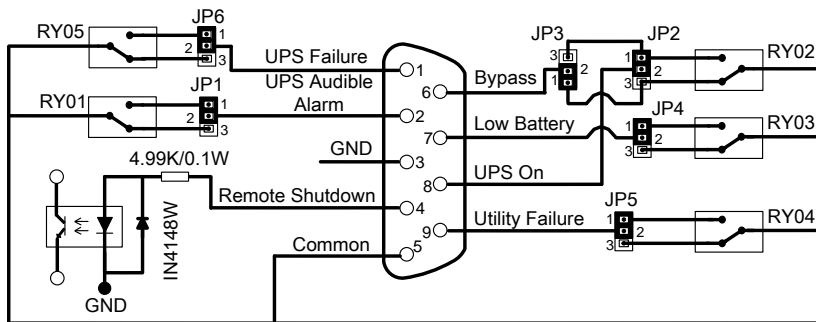 JP6
RY05
1
2
3
UPS Failure
UPS Audible
Alarm
JP1
RY01
1
2
3
GND
4.99K/0.1W
Remote Shutdown
IN4148W
GND
Common
1
2
3
4
5
6
7
8
9
Bypass
Low Battery
UPS On
Utility Failure
JP3
3
2
1
JP2
1
2
3
RY02
JP4
1
2
3
RY03
JP5
1
2
3
RY04